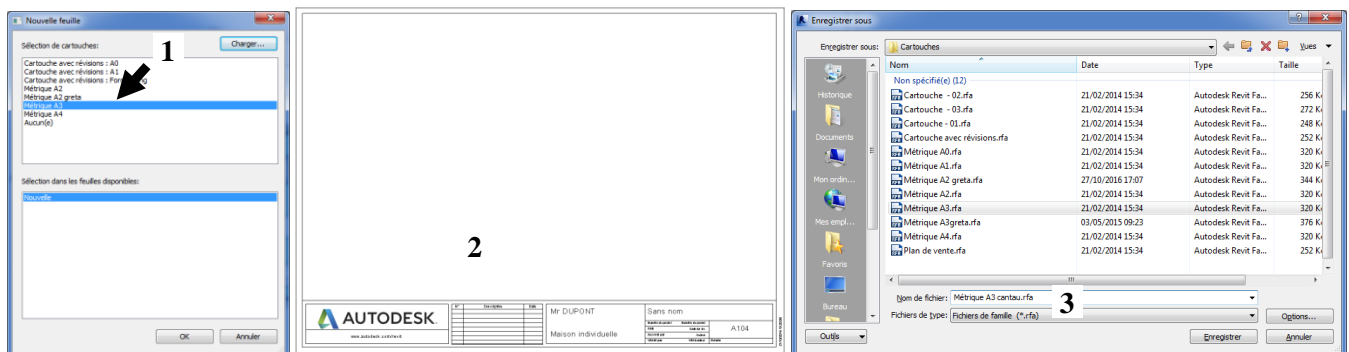 Nouvelle feuille
Sélection de cartouches:
1
Charger...
Cartouche avec révisions : A0
Cartouche avec révisions : A1
Cartouche avec révisions :
Métrique A2
Métrique A2 greta
Métrique A3
Métrique A4
Aucun(e)
Sélection dans les feuilles disponibles:
Nouvelle
OK
Annuler
2
AUTODESK.
N°
Description
Date
Mr DUPONT
Maison individuelle
Sans nom
A104
Enregistrer sous
Enregistrer sous:
Cartouches
Vues
Nom
Date
Type
Taille
Non spécifié(e) (12)
Cartouche - 02.rfa 21/02/2014 15:34 Autodesk Revit Fa... 256 K
Cartouche - 03.rfa 21/02/2014 15:34 Autodesk Revit Fa... 272 K
Cartouche - 01.rfa 21/02/2014 15:34 Autodesk Revit Fa... 248 K
Cartouche avec révisions.rfa 21/02/2014 15:34 Autodesk Revit Fa... 252 K
Métrique A0.rfa 21/02/2014 15:34 Autodesk Revit Fa... 320 K
Métrique A1.rfa 21/02/2014 15:34 Autodesk Revit Fa... 320 K
Métrique A2 greta.rfa 27/10/2016 17:07 Autodesk Revit Fa... 344 K
Métrique A2.rfa 21/02/2014 15:34 Autodesk Revit Fa... 320 K
Métrique A3.rfa 21/02/2014 15:34 Autodesk Revit Fa... 320 K
Métrique A3greta.rfa 03/05/2015 09:23 Autodesk Revit Fa... 376 K
Métrique A4.rfa 21/02/2014 15:34 Autodesk Revit Fa... 320 K
Plan de vente.rfa 21/02/2014 15:34 Autodesk Revit Fa... 252 K
Historique
Documents
Mon ordin...
Mes empl...
Favoris
Bureau
Nom de fichier: Métrique A3 cantau.rfa
3
Fichiers de type: Fichiers de famille (*.rfa)
Options...
Outils
Enregistrer
Annuler